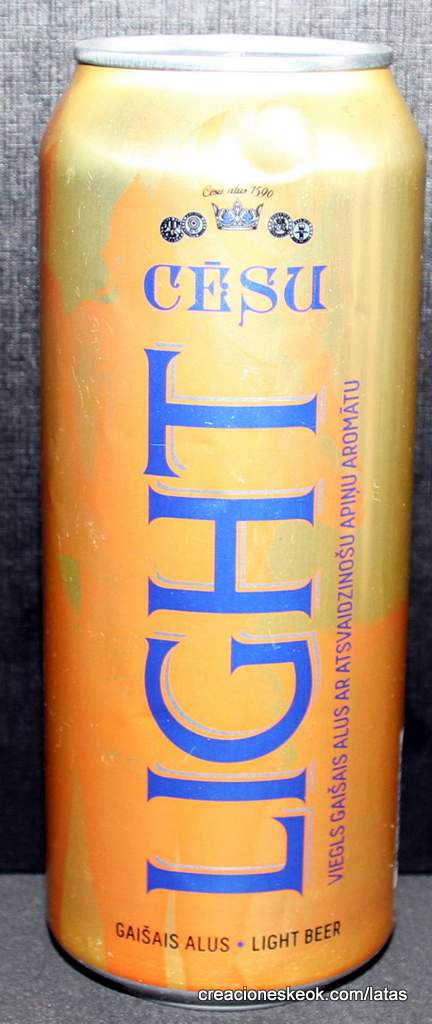 Cēsu alus 1590
CĒSU
LIGHT
VIEGLS GAIŠAIS ALUS AR ATSVAIDZINOŠU APIŅU AROMĀTU
GAIŠAIS ALUS • LIGHT BEER
creacioneskeok.com/latas